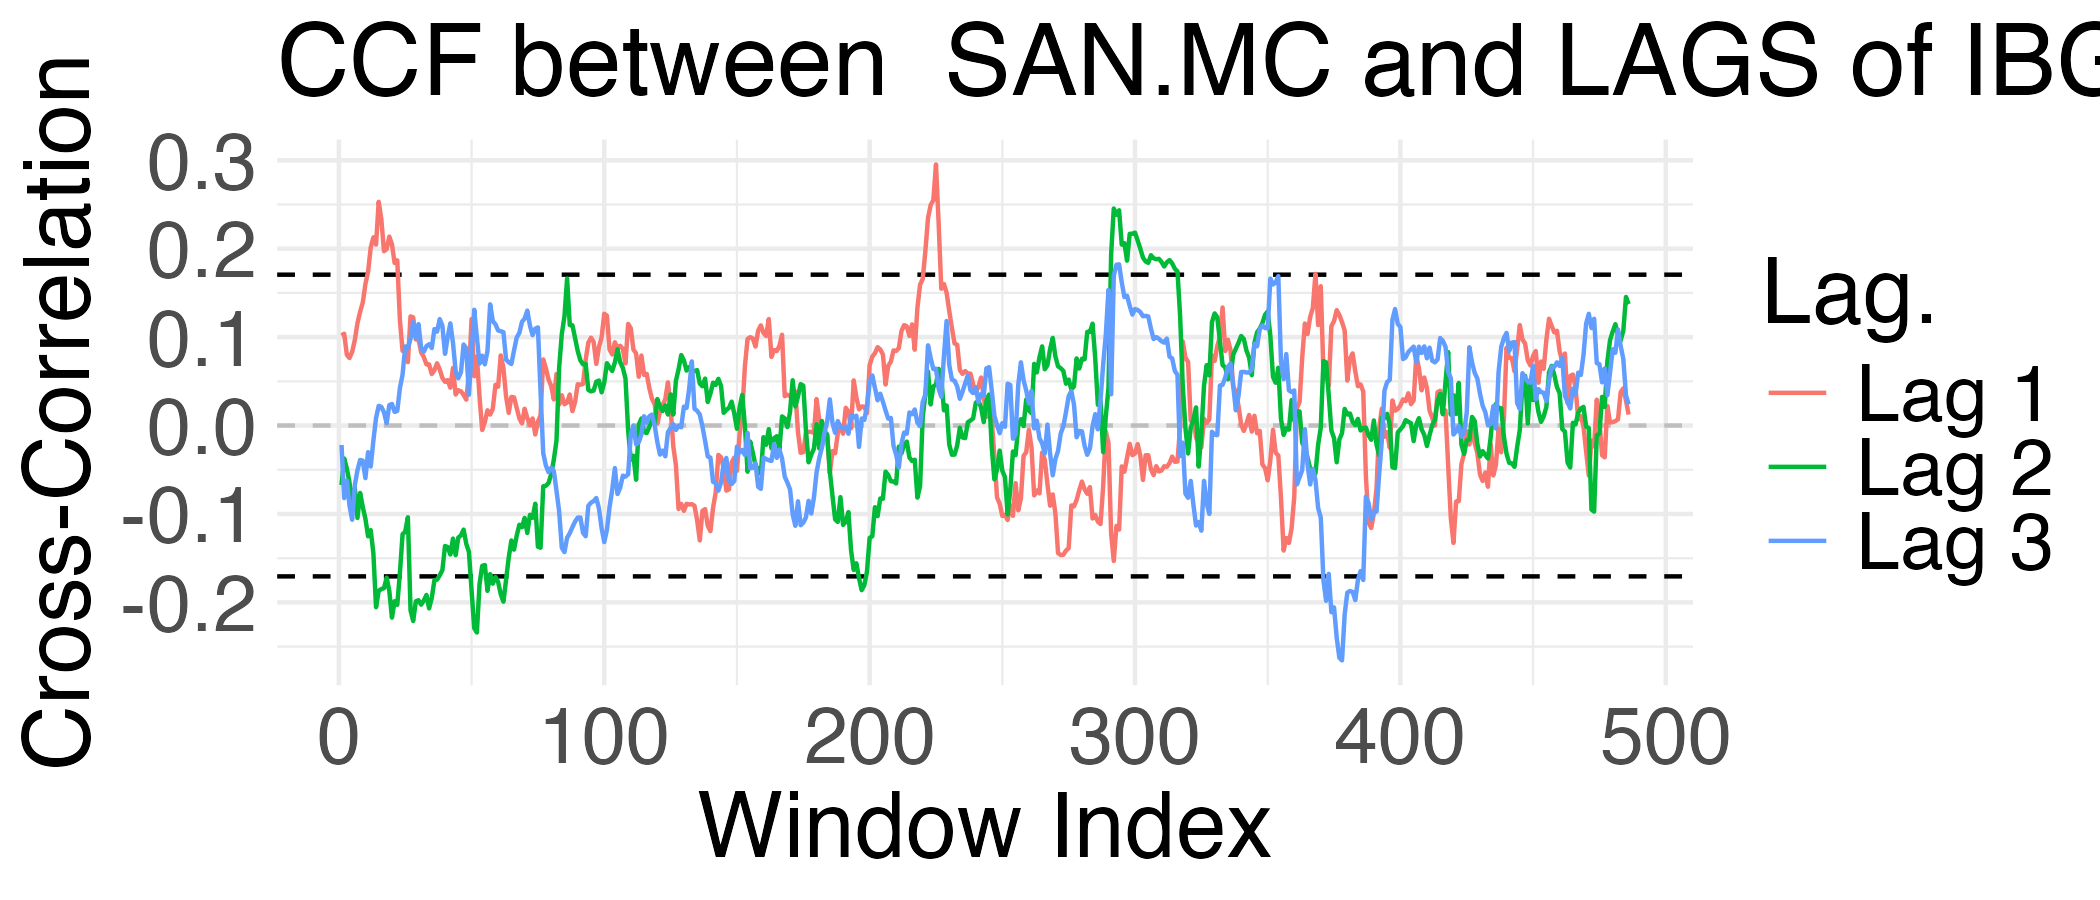 CCF between  SAN.MC and LAGS of
Cross-Correlation
0.3
0.2
0.1
0.0
-0.1
-0.2
0 100 200 300 400 500
Window Index
Lag.
Lag 1
Lag 2
Lag 3